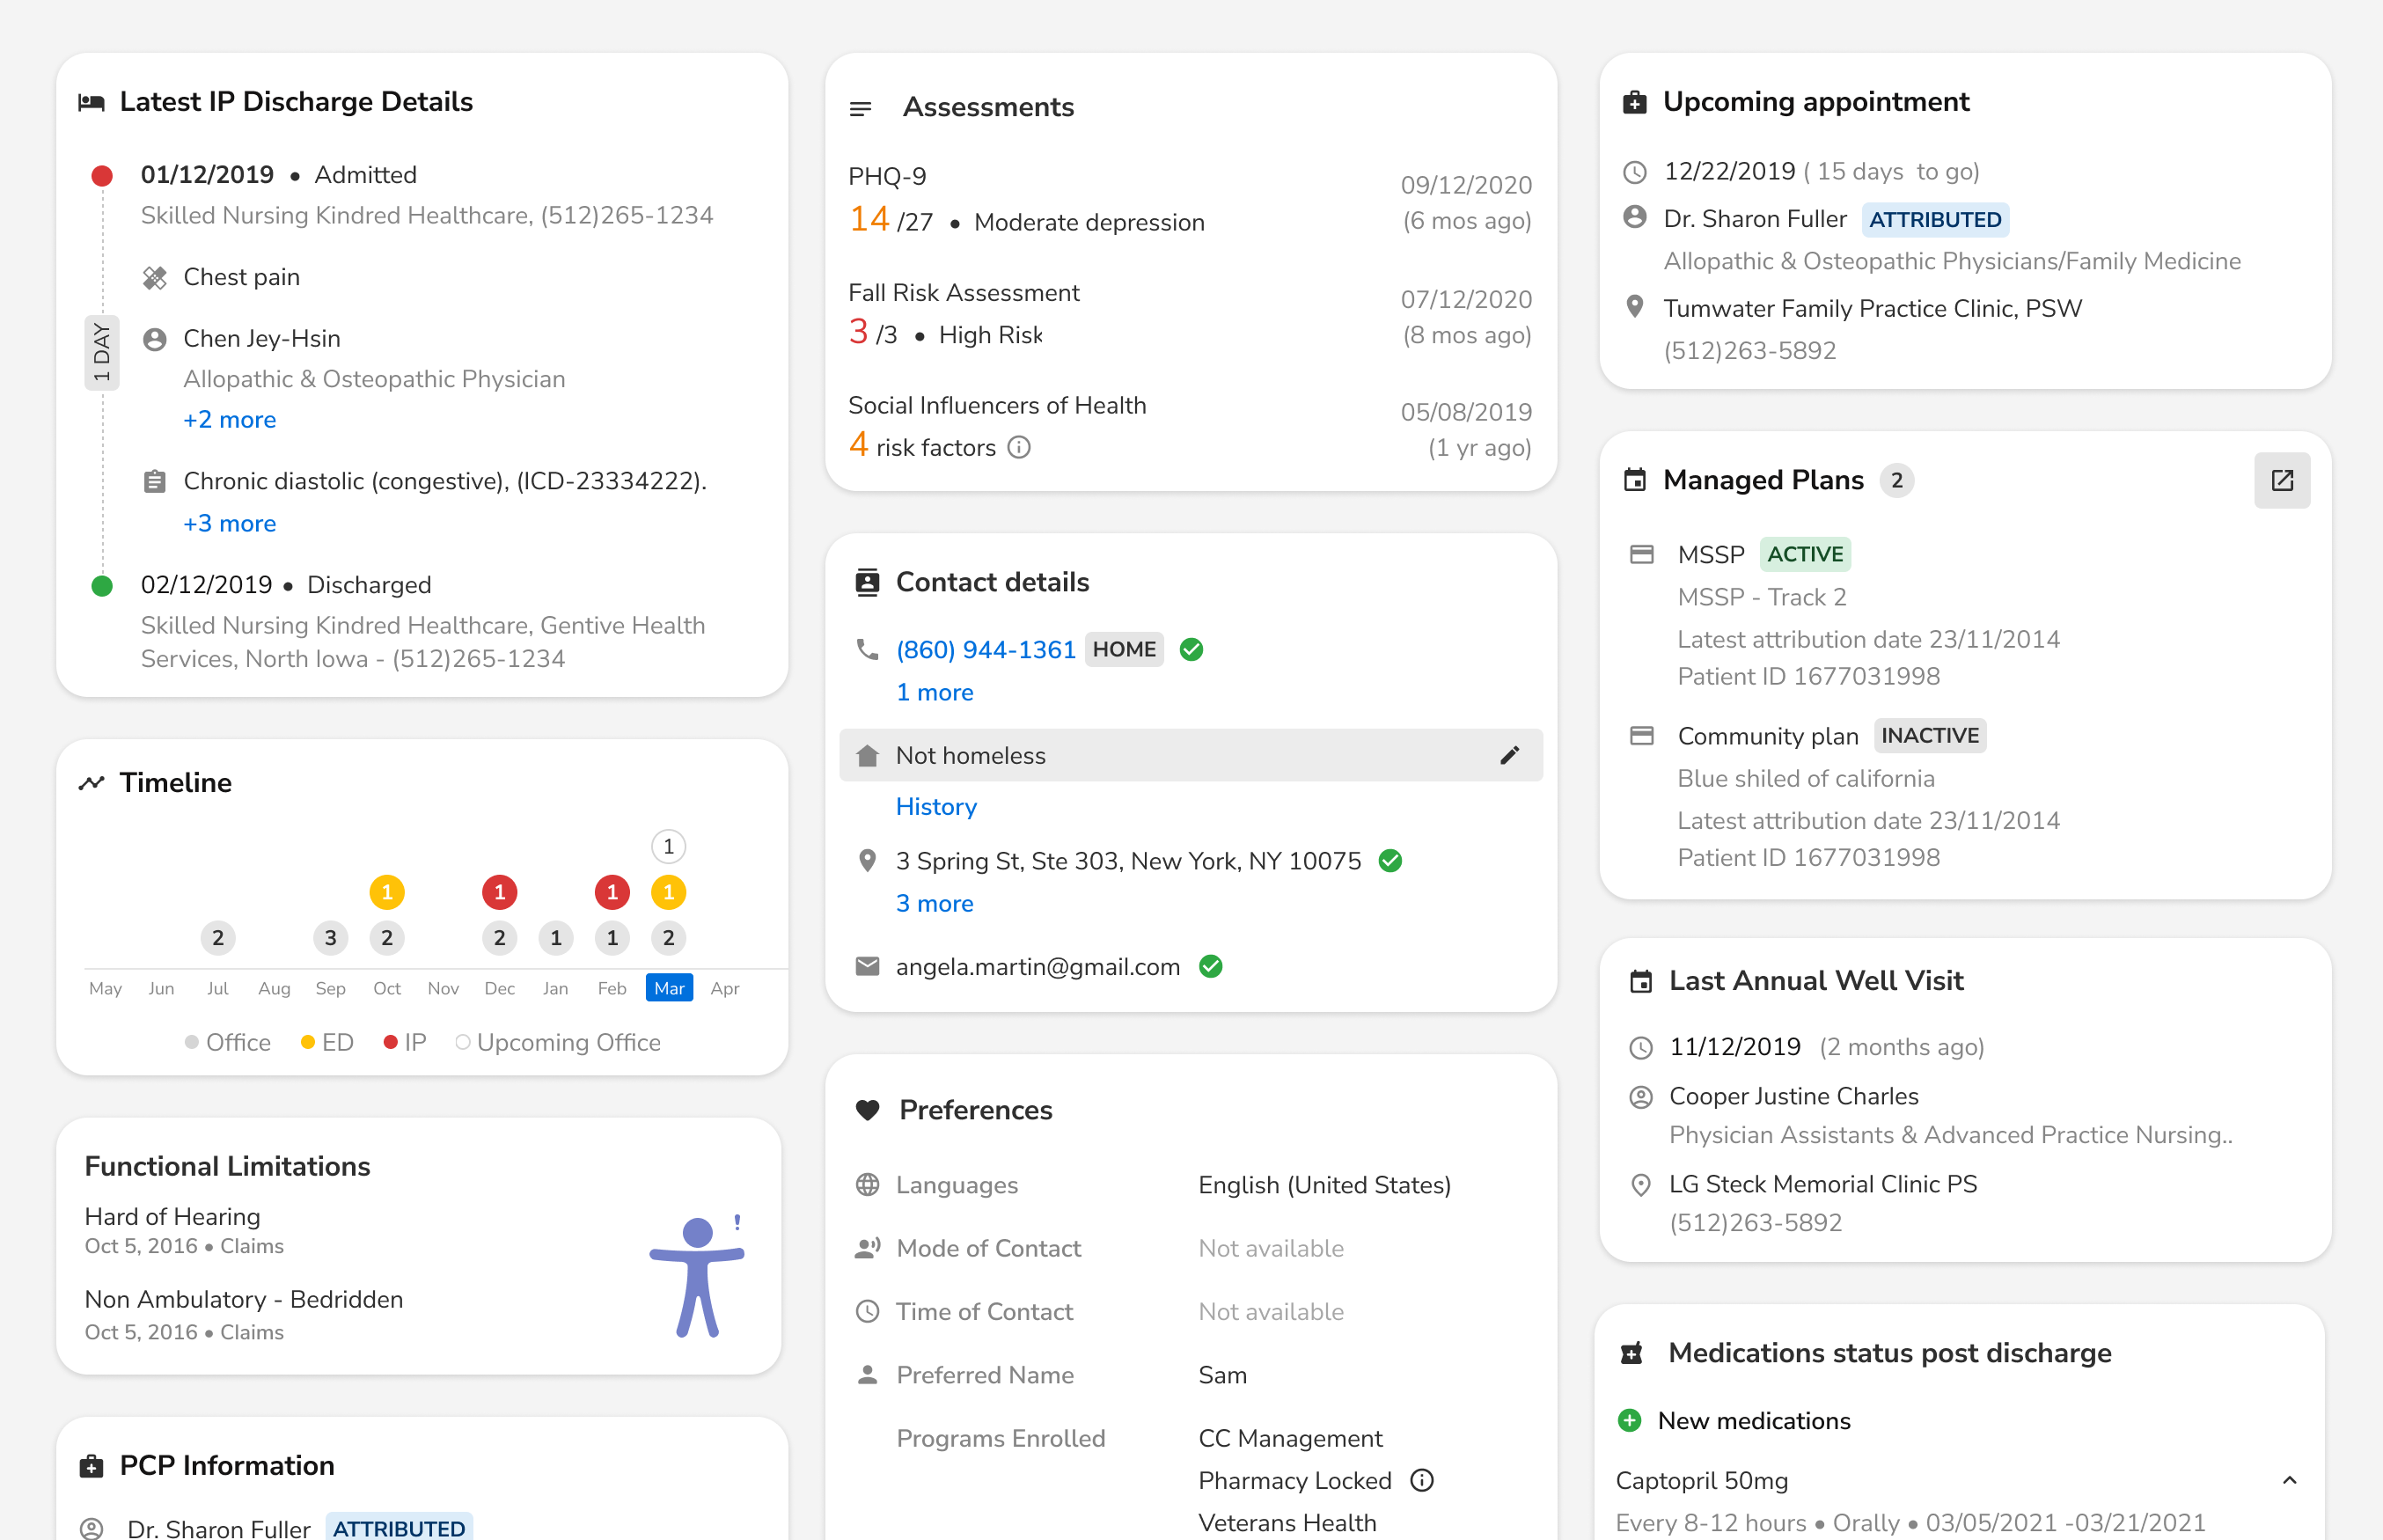 Latest IP Discharge Details
01/12/2019 • Admitted
Skilled Nursing Kindred Healthcare, (512)265-1234
Chest pain
1 DAY
Chen Jey-Hsin
Allopathic & Osteopathic Physician
+2 more
Chronic diastolic (congestive), (ICD-23334222).
+3 more
02/12/2019 • Discharged
Skilled Nursing Kindred Healthcare, Gentive Health
Services, North Iowa - (512)265-1234
Timeline
1
1 1 1 1
2 3 2 2 1 1 2
May Jun Jul Aug Sep Oct Nov Dec Jan Feb Mar Apr
Office ED IP Upcoming Office
Functional Limitations
Hard of Hearing
Oct 5, 2016 • Claims
Non Ambulatory - Bedridden
Oct 5, 2016 • Claims
PCP Information
Dr. Sharon Fuller ATTRIBUTED
Assessments
PHQ-9
09/12/2020
14 /27 • Moderate depression
(6 mos ago)
Fall Risk Assessment
07/12/2020
3 /3 • High Risk
(8 mos ago)
Social Influencers of Health
05/08/2019
4 risk factors
(1 yr ago)
Contact details
(860) 944-1361 HOME
1 more
Not homeless
History
3 Spring St, Ste 303, New York, NY 10075
3 more
angela.martin@gmail.com
Preferences
Languages English (United States)
Mode of Contact Not available
Time of Contact Not available
Preferred Name Sam
Programs Enrolled CC Management
Pharmacy Locked
Veterans Health
Upcoming appointment
12/22/2019 ( 15 days to go)
Dr. Sharon Fuller ATTRIBUTED
Allopathic & Osteopathic Physicians/Family Medicine
Tumwater Family Practice Clinic, PSW
(512)263-5892
Managed Plans 2
MSSP ACTIVE
MSSP - Track 2
Latest attribution date 23/11/2014
Patient ID 1677031998
Community plan INACTIVE
Blue shiled of california
Latest attribution date 23/11/2014
Patient ID 1677031998
Last Annual Well Visit
11/12/2019 (2 months ago)
Cooper Justine Charles
Physician Assistants & Advanced Practice Nursing..
LG Steck Memorial Clinic PS
(512)263-5892
Medications status post discharge
New medications
Captopril 50mg
Every 8-12 hours • Orally • 03/05/2021 -03/21/2021